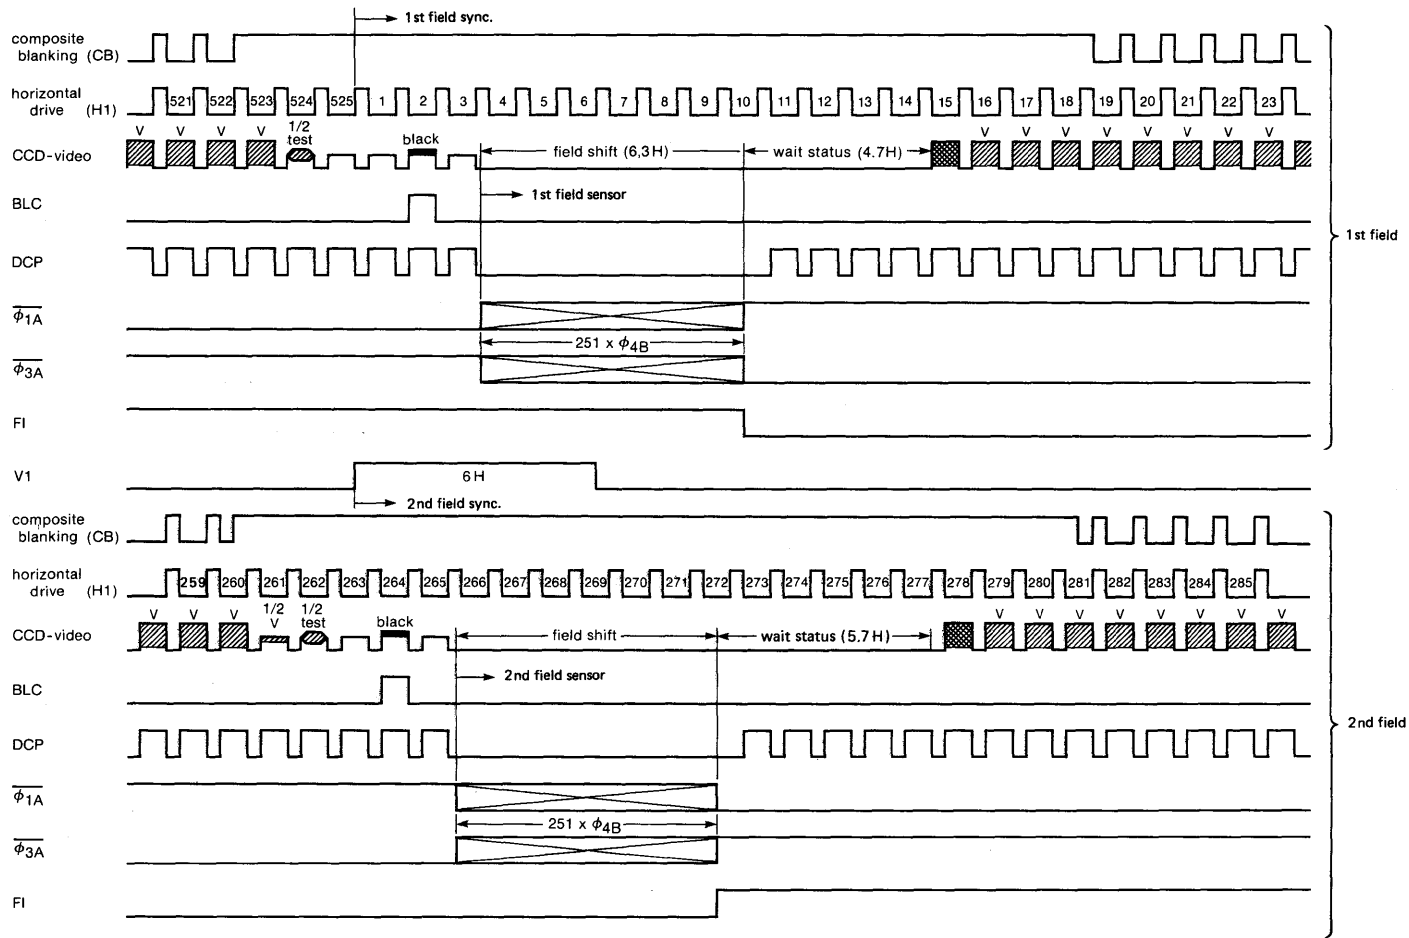 1st field sync.
composite
blanking (CB)
horizontal
drive (H1)
521 522 523 524 525 1 2 3 4 5 6 7 8 9 10 11 12 13 14 15 16 17 18 19 20 21 22 23
V V V V 1/2 test black V V V V V V V V
CCD-video
field shift (6,3 H) wait status (4.7H)
1st field sensor
BLC
DCP
1st field
φ1A
251 x φ4B
φ3A
FI
V1
6H
2nd field sync.
composite
blanking (CB)
horizontal
drive (H1)
259 260 261 262 263 264 265 266 267 268 269 270 271 272 273 274 275 276 277 278 279 280 281 282 283 284 285
V V V 1/2 V 1/2 test black V V V V V V V V
CCD-video
field shift wait status (5.7H)
2nd field sensor
BLC
DCP
2nd field
φ1A
251 x φ4B
φ3A
FI